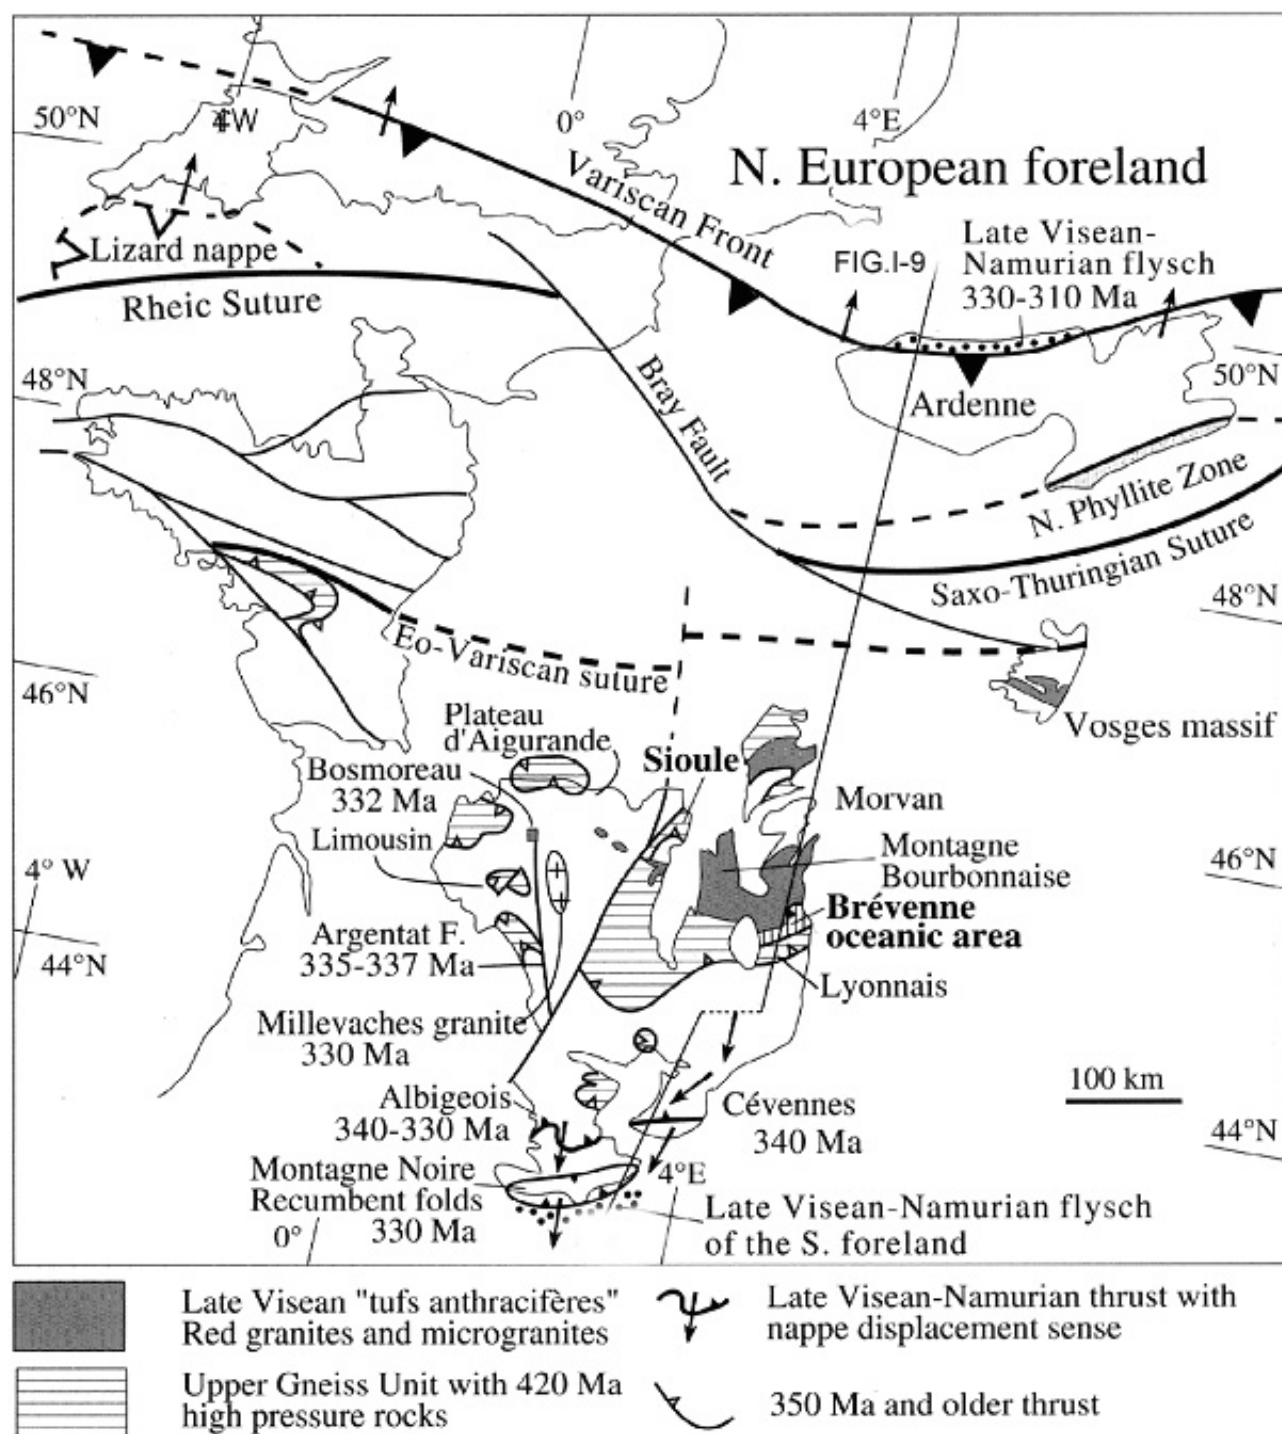 50°N
4°W
0°
4°E
N. European foreland
Variscan Front
Late Visean-
Namurian flysch
330-310 Ma
FIG.I-9
Lizard nappe
Rheic Suture
48°N
Bray Fault
Ardenne
50°N
N. Phyllite Zone
Saxo-Thuringian Suture
48°N
Eo-Variscan suture
46°N
Vosges massif
Plateau
d'Aigurande
Sioule
Bosmoreau
332 Ma
Morvan
Limousin
Montagne
Bourbonnaise
46°N
4° W
Brévenne
oceanic area
Argentat F.
335-337 Ma
44°N
Lyonnais
Millevaches granite
330 Ma
100 km
Albigeois
340-330 Ma
Cévennes
340 Ma
44°N
Montagne Noire
Recumbent folds
330 Ma
4°E
0°
Late Visean-Namurian flysch
of the S. foreland
Late Visean "tufs anthracifères"
Red granites and microgranites
Late Visean-Namurian thrust with
nappe displacement sense
Upper Gneiss Unit with 420 Ma
high pressure rocks
350 Ma and older thrust